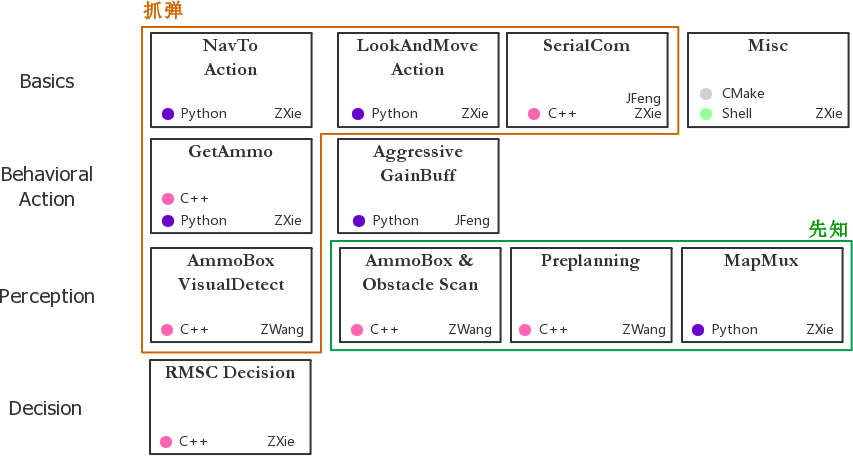 抓弹
Basics
NavTo
Action
Python ZXie
LookAndMove
Action
Python ZXie
SerialCom
JFeng
C++ ZXie
Misc
CMake
Shell ZXie
Behavioral
Action
GetAmmo
C++
Python ZXie
Aggressive
GainBuff
Python JFeng
先知
Perception
AmmoBox
VisualDetect
C++ ZWang
AmmoBox &
Obstacle Scan
C++ ZWang
Preplanning
C++ ZWang
MapMux
Python ZXie
Decision
RMSC Decision
C++ ZXie